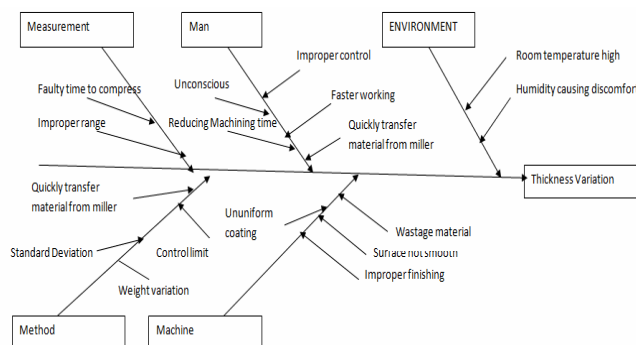 Measurement
Man
ENVIRONMENT
Improper control
Room temperature high
Unconscious
Faulty time to compress
Faster working
Humidity causing discomfort
Improper range
Reducing Machining time
Quickly transfer
material from miller
Thickness Variation
Quickly transfer
material from miller
Ununiform
coating
Wastage material
Standard Deviation
Control limit
Surface not smooth
Improper finishing
Weight variation
Method
Machine